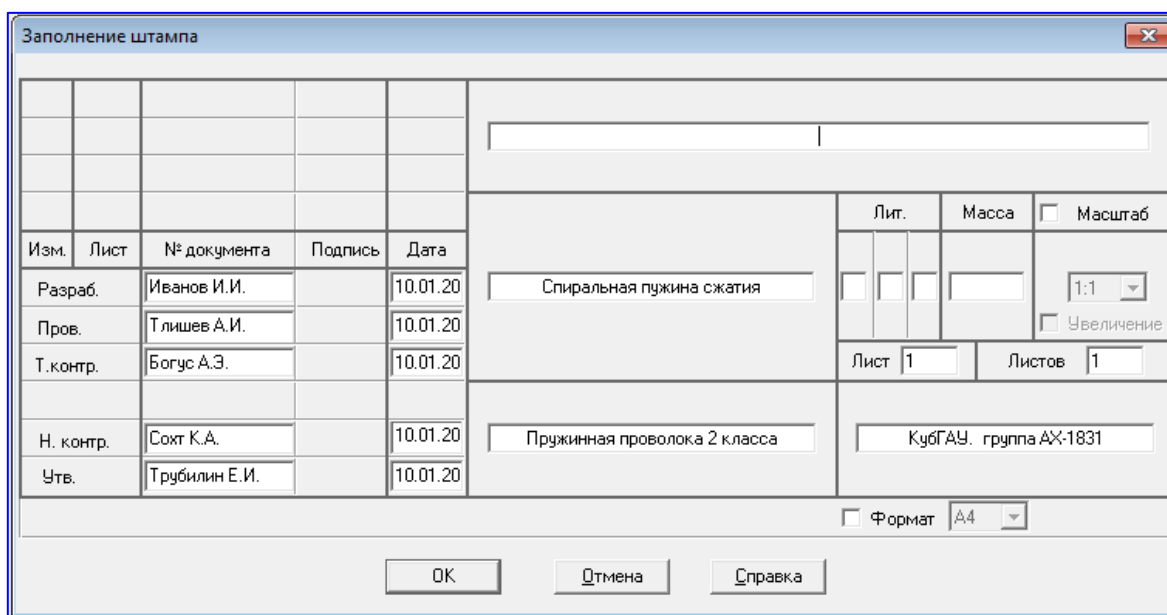 Заполнение штампа
Лит. Масса Масштаб
Изм. Лист № документа Подпись Дата
Разраб. Иванов И.И. 10.01.20 Спиральная пужина сжатия 1:1
Пров. Тлишев А.И. 10.01.20 Увеличение
Т.контр. Богус А.Э. 10.01.20 Лист 1 Листов 1
Н. контр. Сохт К.А. 10.01.20 Пружинная проволока 2 класса КубГАУ. группа АХ-1831
Утв. Трубилин Е.И. 10.01.20
Формат А4
OK Отмена Справка